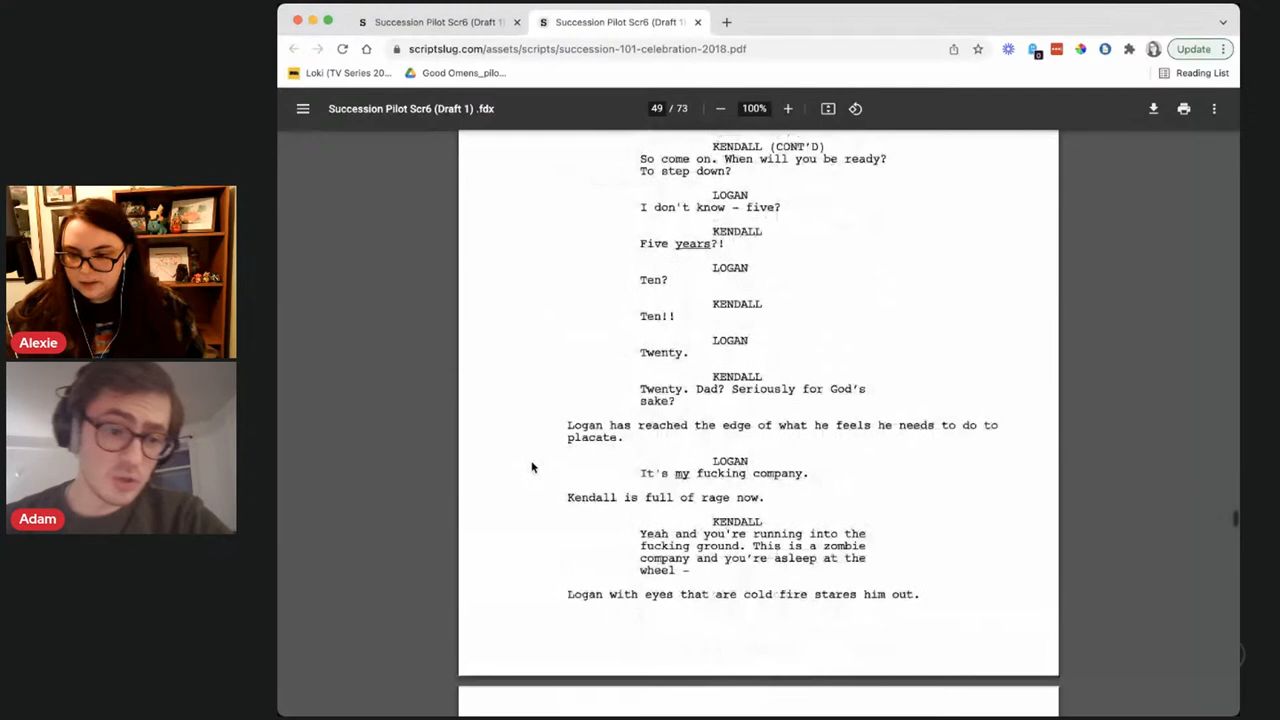 Succession Pilot Scr6 (Draft 1)
Succession Pilot Scr6 (Draft 1)
scriptslug.com/assets/scripts/succession-101-celebration-2018.pdf
0
Update
Loki (TV Series 20...
Good Omens_pilo...
Reading List
Succession Pilot Scr6 (Draft 1) .fdx
49 / 73
100%
KENDALL (CONT'D)
So come on. When will you be ready?
To step down?
LOGAN
I don't know - five?
KENDALL
Five years?!
LOGAN
Ten?
KENDALL
Ten!!
LOGAN
Twenty.
KENDALL
Twenty. Dad? Seriously for God's
sake?
Logan has reached the edge of what he feels he needs to do to
placate.
LOGAN
It's my fucking company.
Kendall is full of rage now.
KENDALL
Yeah and you're running into the
fucking ground. This is a zombie
company and you're asleep at the
wheel -
Logan with eyes that are cold fire stares him out.
Alexie
Adam